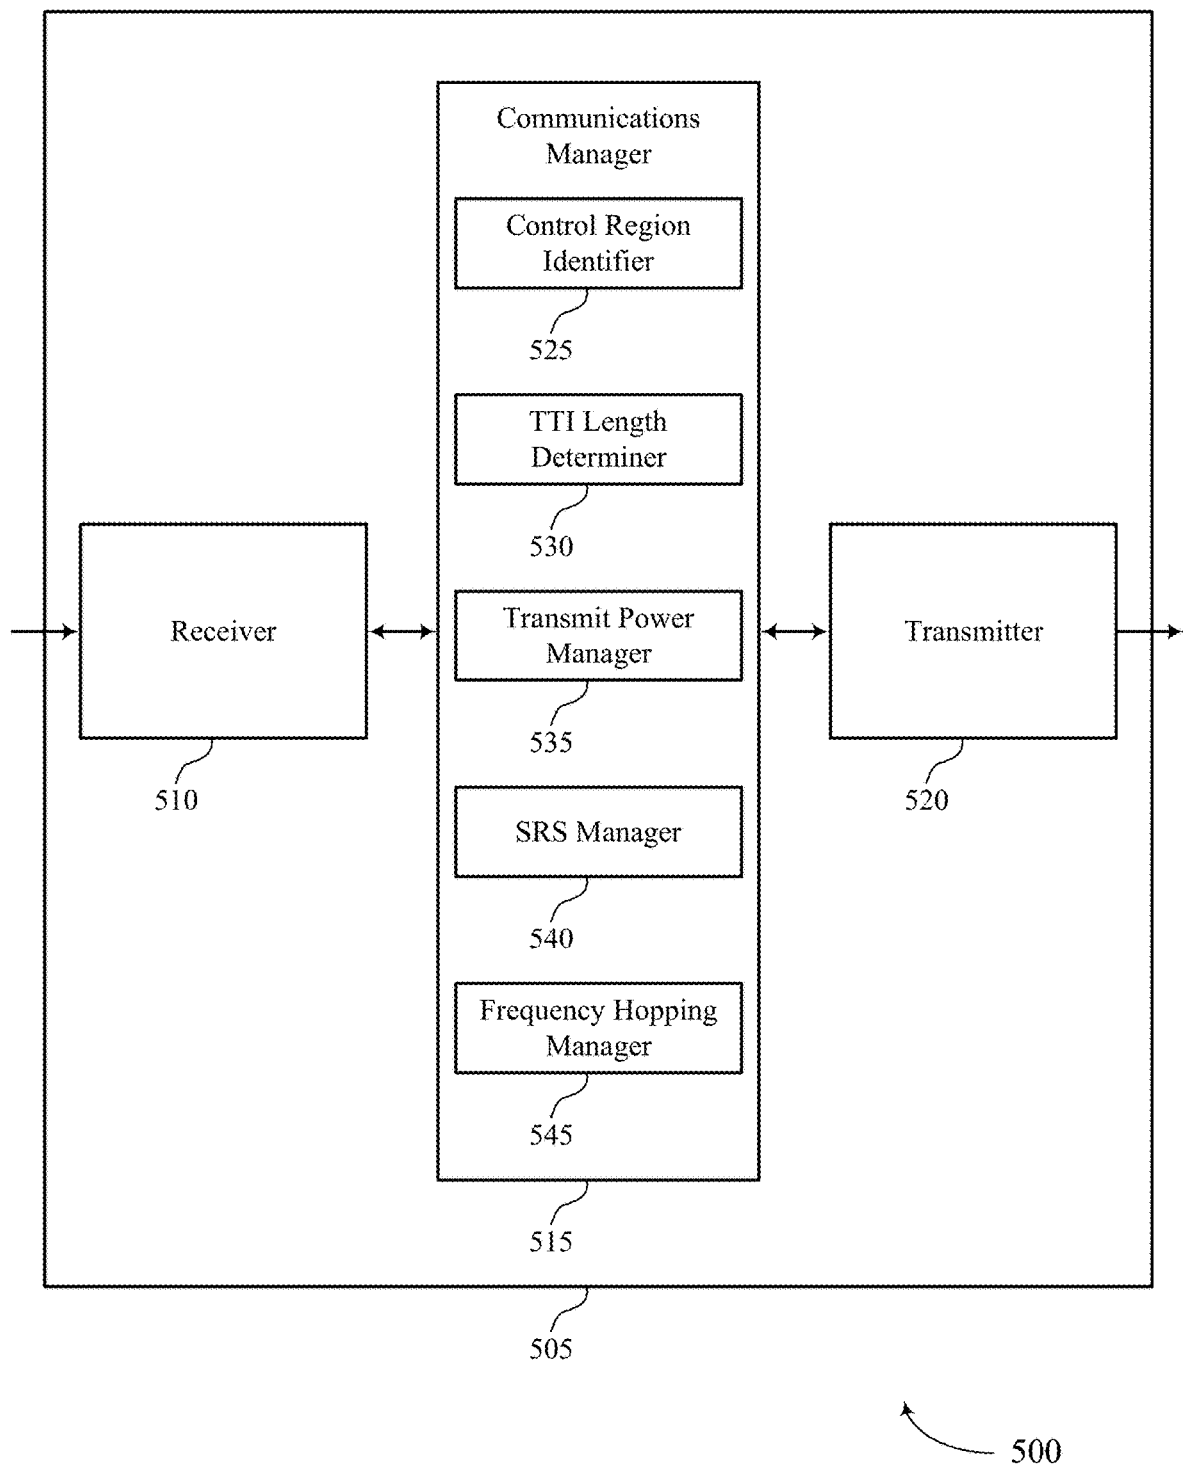 Communications
Manager
Control Region
Identifier
525
TTI Length
Determiner
530
Receiver
510
Transmit Power
Manager
535
Transmitter
520
SRS Manager
540
Frequency Hopping
Manager
545
515
505
500